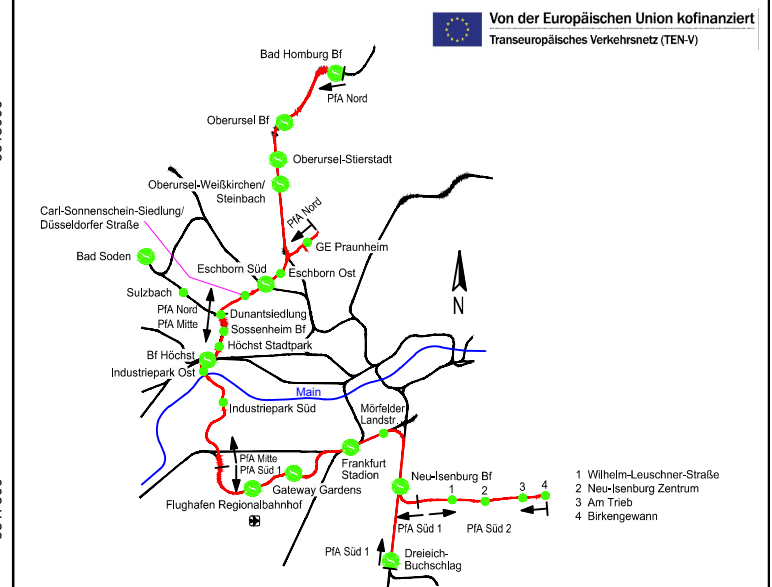 Von der Europäischen Union kofinanziert
Transeuropäisches Verkehrsnetz (TEN-V)
Bad Homburg Bf
PfA Nord
Oberursel Bf
Oberursel-Stierstadt
Oberursel-Weißkirchen/
Steinbach
Carl-Sonnenschein-Siedlung/
Düsseldorfer Straße
PfA Nord
GE Praunheim
Bad Soden
Eschborn Süd
Eschborn Ost
Sulzbach
N
PfA Nord
PfA Mitte
Dunantsiedlung
Sossenheim Bf
Höchst Stadtpark
Bf Höchst
Industriepark Ost
Main
Industriepark Süd
Mörfelder
Landstr.
PfA Mitte
PfA Süd 1
Frankfurt
Stadion
Gateway Gardens
Flughafen Regionalbahnhof
Neu-Isenburg Bf
1 2 3 4
PfA Süd 1
PfA Süd 2
1 Wilhelm-Leuschner-Straße
2 Neu-Isenburg Zentrum
3 Am Trieb
4 Birkengewann
PfA Süd 1
Dreieich-
Buchschlag